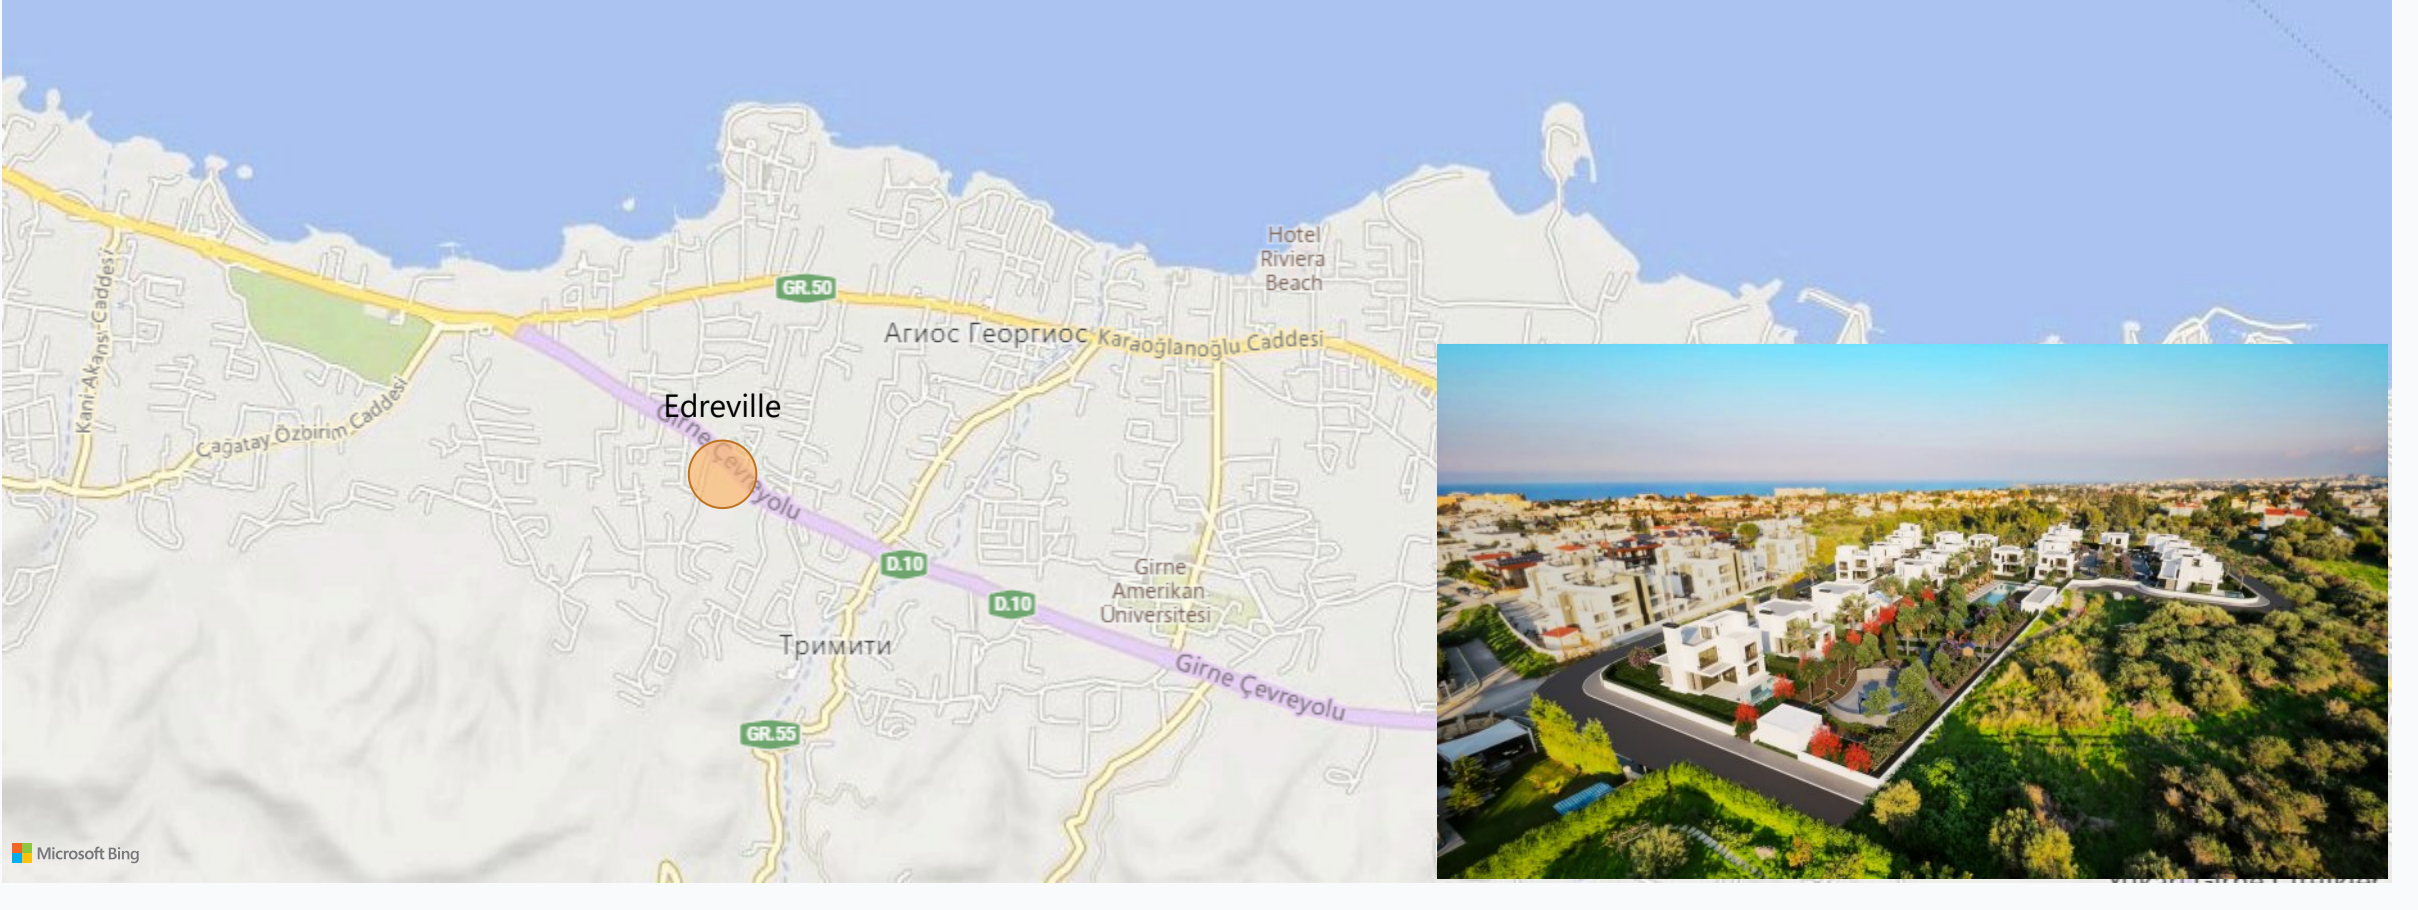 Hotel
Riviera
Beach
GR.50
Агиос Георгиос
Karaoğlanoğlu Caddesi
Kani Akansı Caddesi
Edreville
Girne Çevreyolu
Çağatay Özbirim Caddesi
D.10
Girne
Amerikan
Üniversitesi
D.10
Тримити
Girne Çevreyolu
GR.55
Microsoft Bing